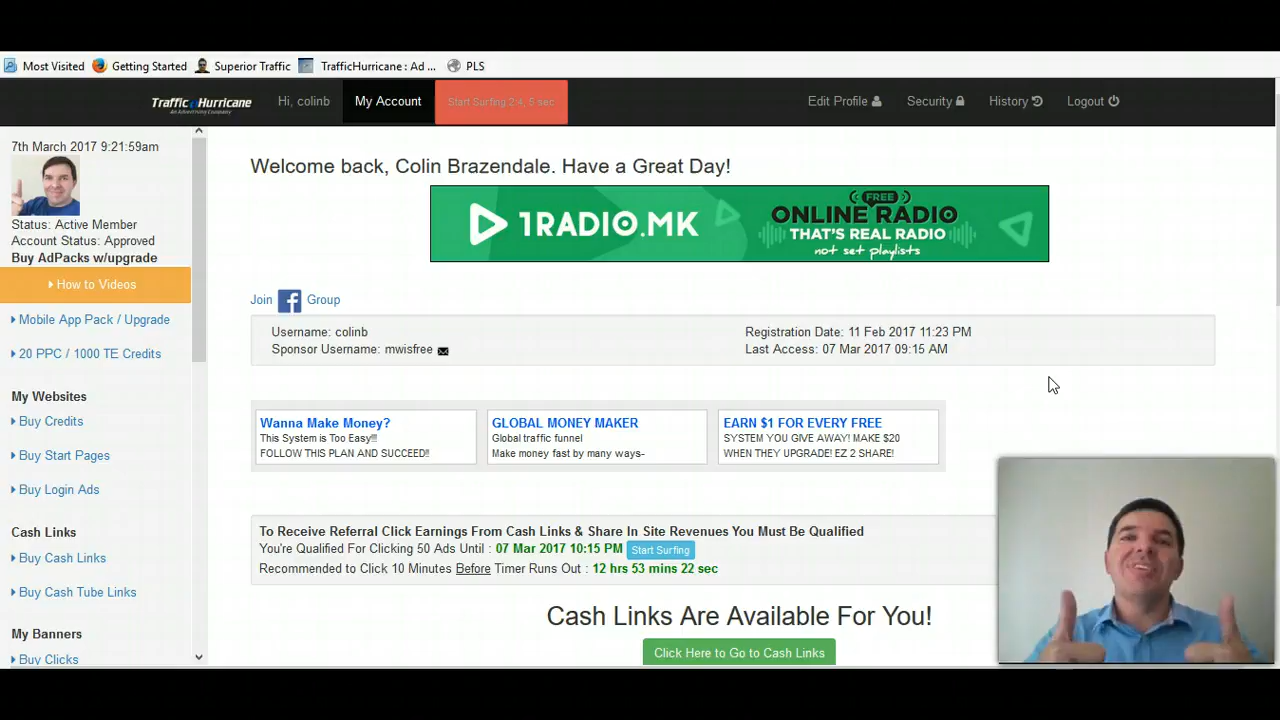 Most Visited
Getting Started
Superior Traffic
TrafficHurricane : Ad ...
PLS
Traffic Hurricane
An Advertising Company
Hi, colinb
My Account
Start Surfing 2:4, 5 sec
Edit Profile
Security
History
Logout
7th March 2017 9:21:59am
Status: Active Member
Account Status: Approved
Buy AdPacks w/upgrade
How to Videos
Mobile App Pack / Upgrade
20 PPC / 1000 TE Credits
My Websites
Buy Credits
Buy Start Pages
Buy Login Ads
Cash Links
Buy Cash Links
Buy Cash Tube Links
My Banners
Buy Clicks
Welcome back, Colin Brazendale. Have a Great Day!
1RADIO.MK
FREE
ONLINE RADIO
THAT'S REAL RADIO
not set playlists
Join Group
Username: colinb
Sponsor Username: mwisfree
Registration Date: 11 Feb 2017 11:23 PM
Last Access: 07 Mar 2017 09:15 AM
Wanna Make Money?
This System is Too Easy!!!
FOLLOW THIS PLAN AND SUCCEED!!
GLOBAL MONEY MAKER
Global traffic funnel
Make money fast by many ways-
EARN $1 FOR EVERY FREE
SYSTEM YOU GIVE AWAY! MAKE $20
WHEN THEY UPGRADE! EZ 2 SHARE!
To Receive Referral Click Earnings From Cash Links & Share In Site Revenues You Must Be Qualified
You're Qualified For Clicking 50 Ads Until : 07 Mar 2017 10:15 PM Start Surfing
Recommended to Click 10 Minutes Before Timer Runs Out : 12 hrs 53 mins 22 sec
Cash Links Are Available For You!
Click Here to Go to Cash Links